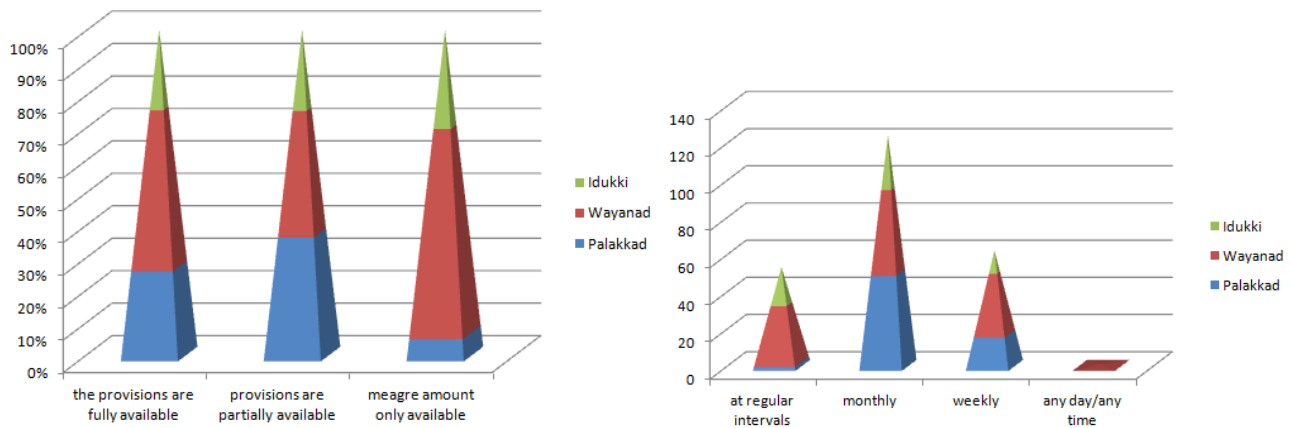 100%
90%
80%
70%
60%
50%
40%
30%
20%
10%
0%
the provisions are
fully available
provisions are
partially available
meagre amount
only available
Idukki
Wayanad
Palakkad
140
120
100
80
60
40
20
0
at regular
intervals
monthly
weekly
any day/any
time
Idukki
Wayanad
Palakkad